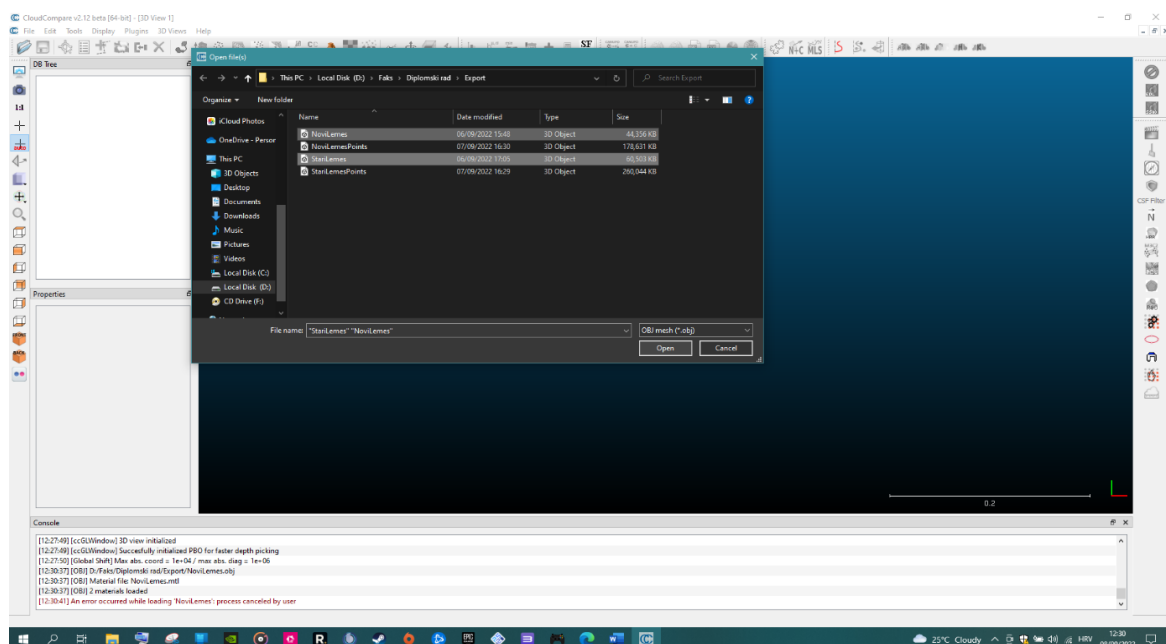 CloudCompare v2.12 beta [64-bit] - [3D View 1]
File Edit Tools Display Plugins 3D Views Help
SF
N+C MLS S
DB Tree
Open file(s)
This PC > Local Disk (D:) > Faks > Diplomski rad > Export
Search Export
Organize New folder
Name Date modified Type Size
iCloud Photos
OneDrive - Person
This PC
3D Objects
Desktop
Documents
Downloads
Music
Pictures
Videos
Local Disk (C:)
Local Disk (D:)
CD Drive (F:)
NoviLemes 06/09/2022 15:48 3D Object 44,356 KB
NoviLemesPoints 07/09/2022 16:30 3D Object 178,631 KB
StariLemes 06/09/2022 17:05 3D Object 60,503 KB
StariLemesPoints 07/09/2022 16:29 3D Object 260,044 KB
File name: "StariLemes" "NoviLemes"
OBJ mesh (*.obj)
Open Cancel
1:1
Properties
FRONT
BACK
CSF Filter
N
0.2
Console
[12:27:49] [ccGLWindow] 3D view initialized
[12:27:49] [ccGLWindow] Succesfully initialized PBO for faster depth picking
[12:27:50] [Global Shift] Max abs. coord = 1e+04 / max abs. diag = 1e+06
[12:30:37] [OBJ] D:/Faks/Diplomski rad/Export/NoviLemes.obj
[12:30:37] [OBJ] Material file: NoviLemes.mtl
[12:30:37] [OBJ] 2 materials loaded
[12:30:41] An error occurred while loading 'NoviLemes': process canceled by user
25°C Cloudy
HRV
12:30